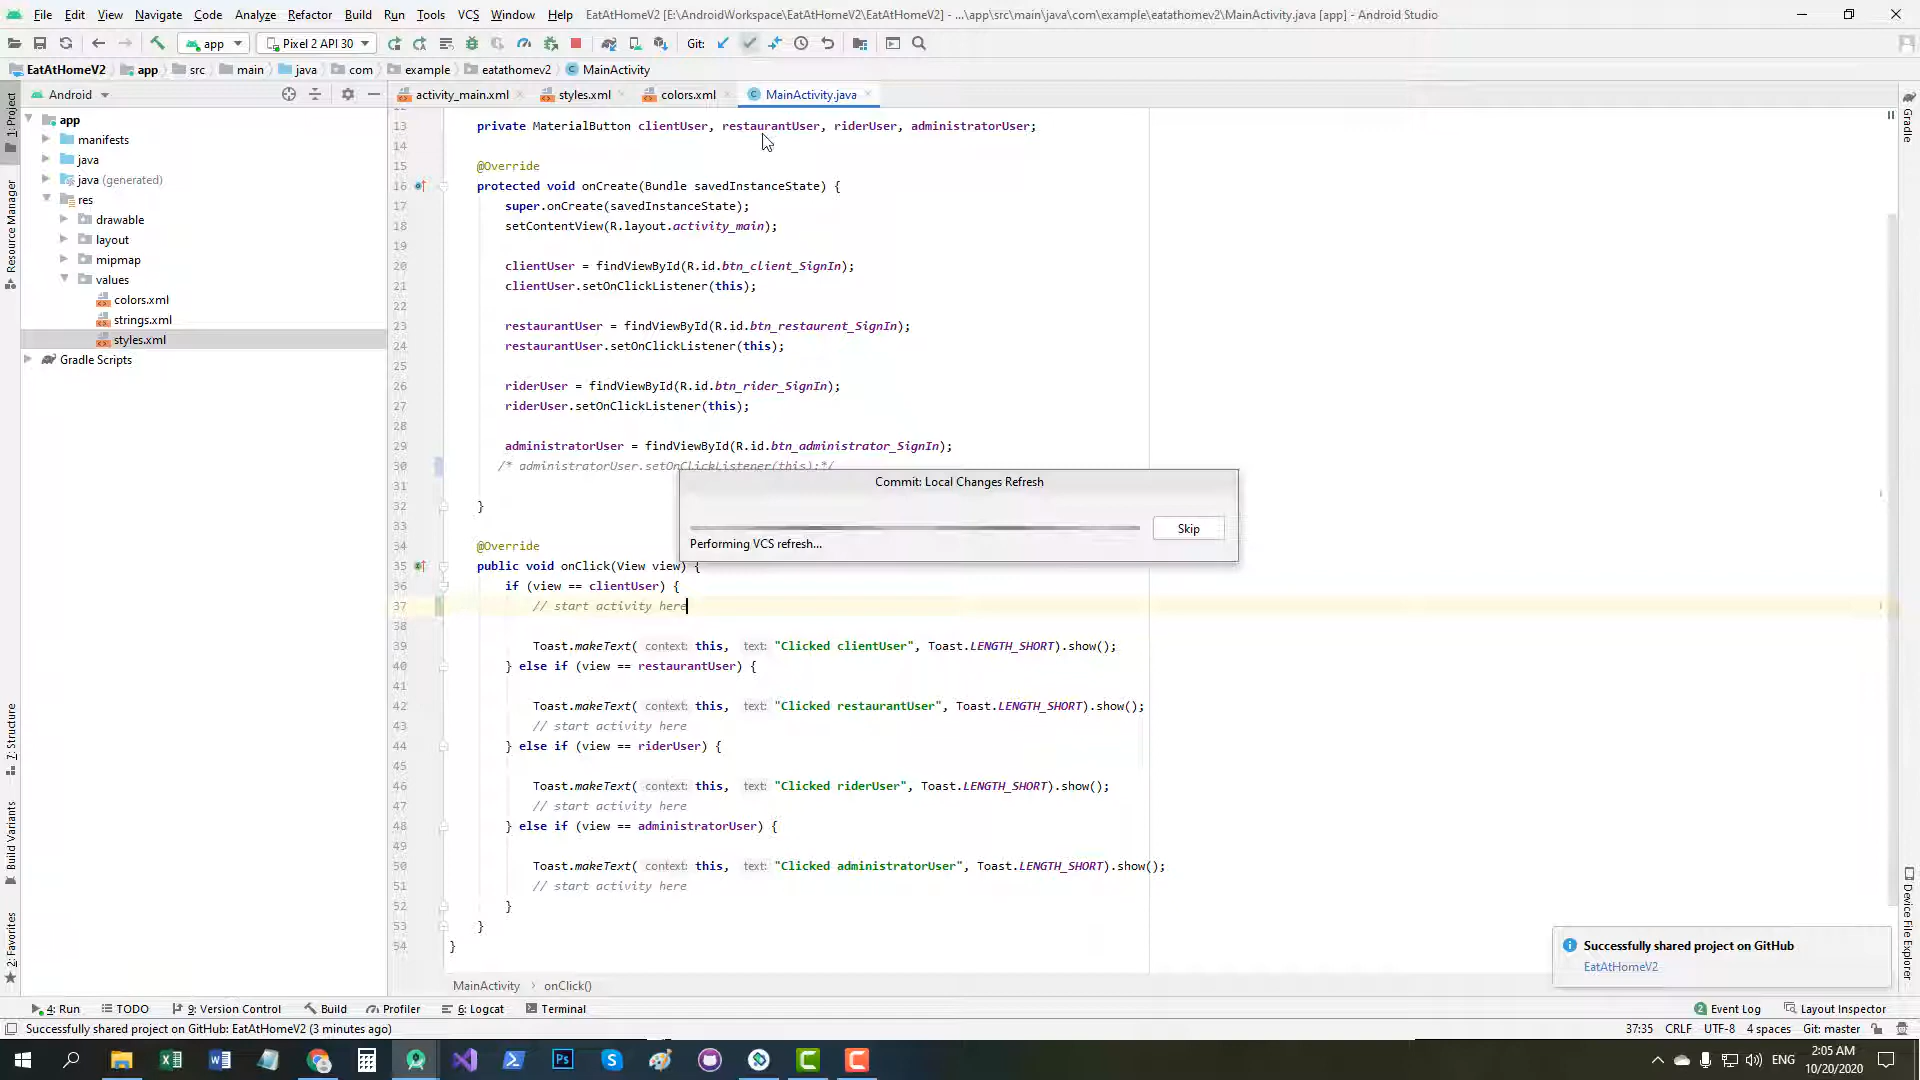 File Edit View Navigate Code Analyze Refactor Build Run Tools VCS Window Help EatAtHomeV2 [E:\AndroidWorkspace\EatAtHomeV2\EatAtHomeV2] - ...\app\src\main\java\com\example\eatathomev2\MainActivity.java [app] - Android Studio
app Pixel 2 API 30 Git:
EatAtHomeV2 app src main java com example eatathomev2 MainActivity
Android activity_main.xml styles.xml colors.xml MainActivity.java
1: Project
Resource Manager
7: Structure
Build Variants
2: Favorites
app
manifests
java
java (generated)
res
drawable
layout
mipmap
values
colors.xml
strings.xml
styles.xml
Gradle Scripts
13 private MaterialButton clientUser, restaurantUser, riderUser, administratorUser;
14
15 @Override
16 protected void onCreate(Bundle savedInstanceState) {
17 super.onCreate(savedInstanceState);
18 setContentView(R.layout.activity_main);
19
20 clientUser = findViewById(R.id.btn_client_SignIn);
21 clientUser.setOnClickListener(this);
22
23 restaurantUser = findViewById(R.id.btn_restaurent_SignIn);
24 restaurantUser.setOnClickListener(this);
25
26 riderUser = findViewById(R.id.btn_rider_SignIn);
27 riderUser.setOnClickListener(this);
28
29 administratorUser = findViewById(R.id.btn_administrator_SignIn);
30 /* administratorUser.setOnClickListener(this);*/
31
32 }
33
34 @Override
35 public void onClick(View view) {
36 if (view == clientUser) {
37 // start activity here
38
39 Toast.makeText( context: this, text: "Clicked clientUser", Toast.LENGTH_SHORT).show();
40 } else if (view == restaurantUser) {
41
42 Toast.makeText( context: this, text: "Clicked restaurantUser", Toast.LENGTH_SHORT).show();
43 // start activity here
44 } else if (view == riderUser) {
45
46 Toast.makeText( context: this, text: "Clicked riderUser", Toast.LENGTH_SHORT).show();
47 // start activity here
48 } else if (view == administratorUser) {
49
50 Toast.makeText( context: this, text: "Clicked administratorUser", Toast.LENGTH_SHORT).show();
51 // start activity here
52 }
53 }
54 }
Commit: Local Changes Refresh
Skip
Performing VCS refresh...
Gradle
Device File Explorer
Successfully shared project on GitHub
EatAtHomeV2
MainActivity › onClick()
4: Run TODO 9: Version Control Build Profiler 6: Logcat Terminal 2 Event Log Layout Inspector
Successfully shared project on GitHub: EatAtHomeV2 (3 minutes ago) 37:35 CRLF UTF-8 4 spaces Git: master
ENG 2:05 AM
10/20/2020